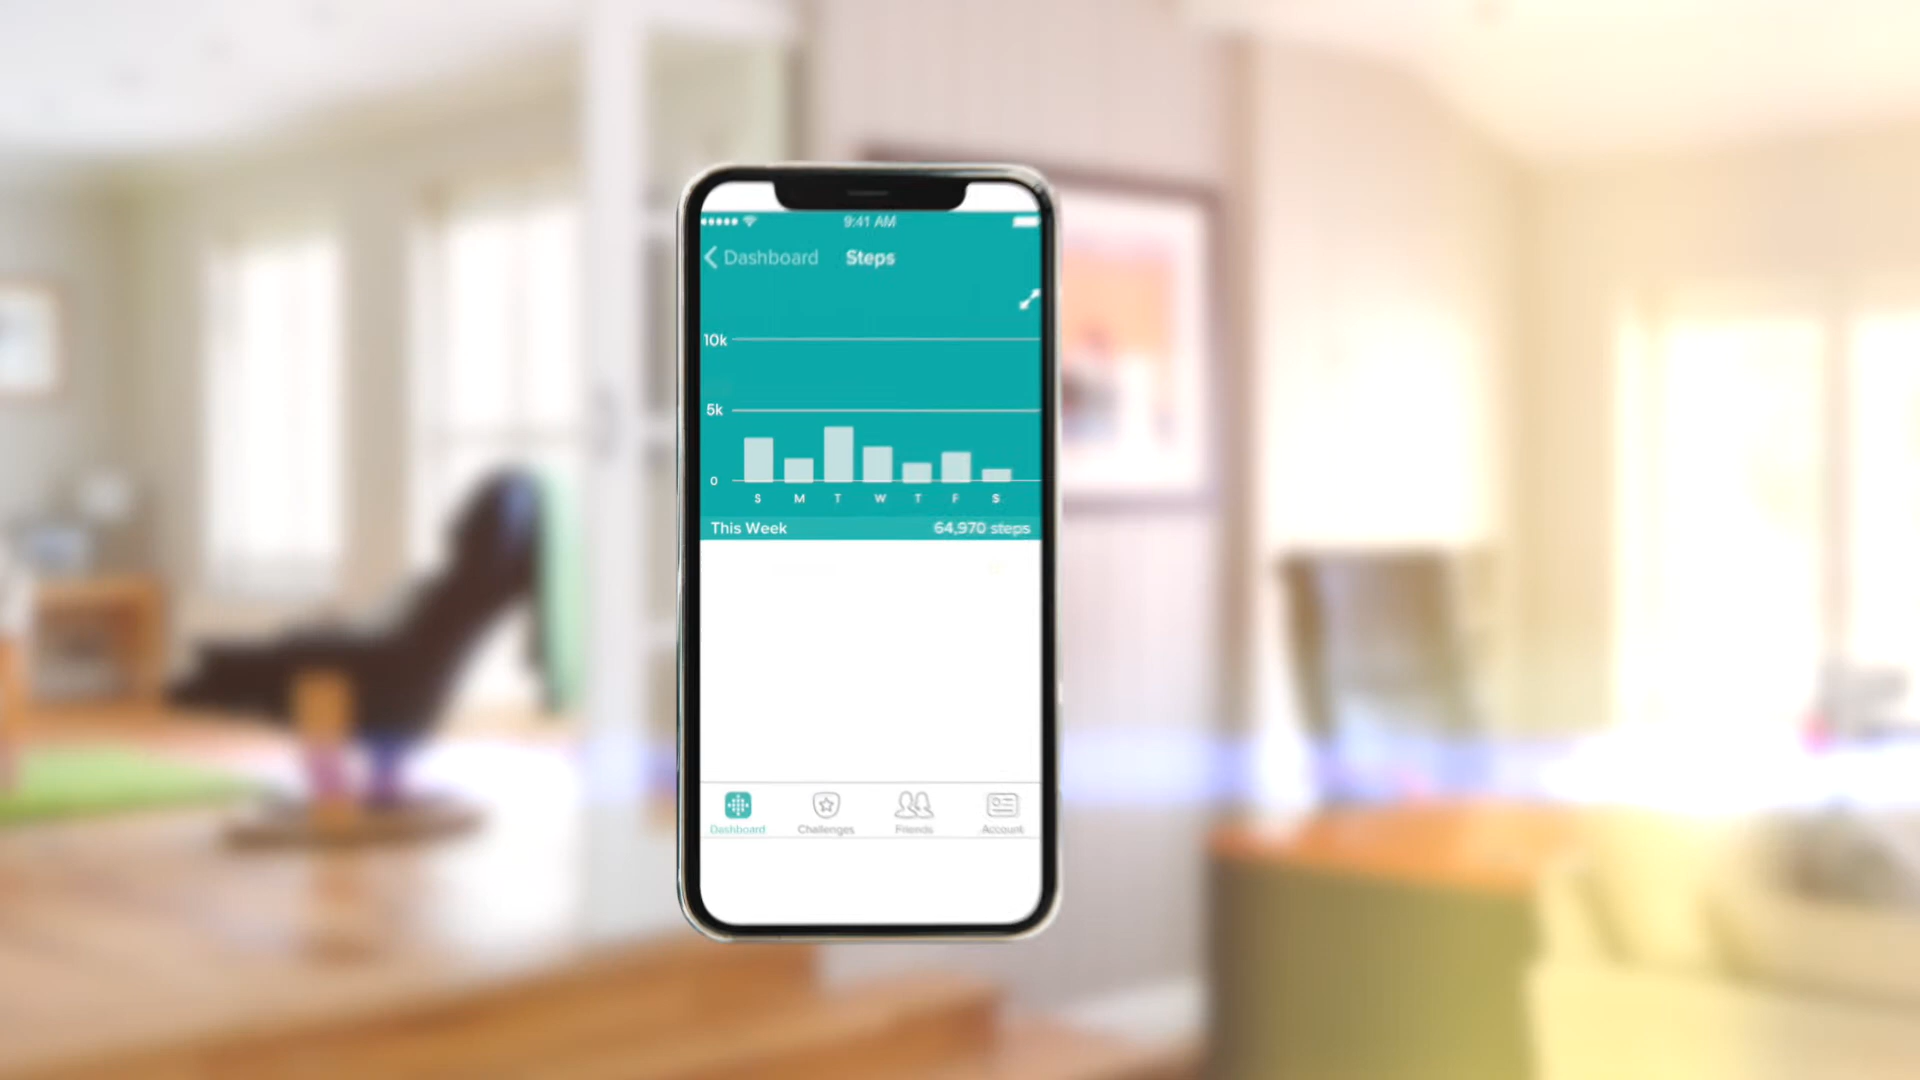 9:41 AM
Dashboard Steps
10k
5k
0
S M T W T F S
This Week 64,970 steps
Dashboard Challenges Friends Account